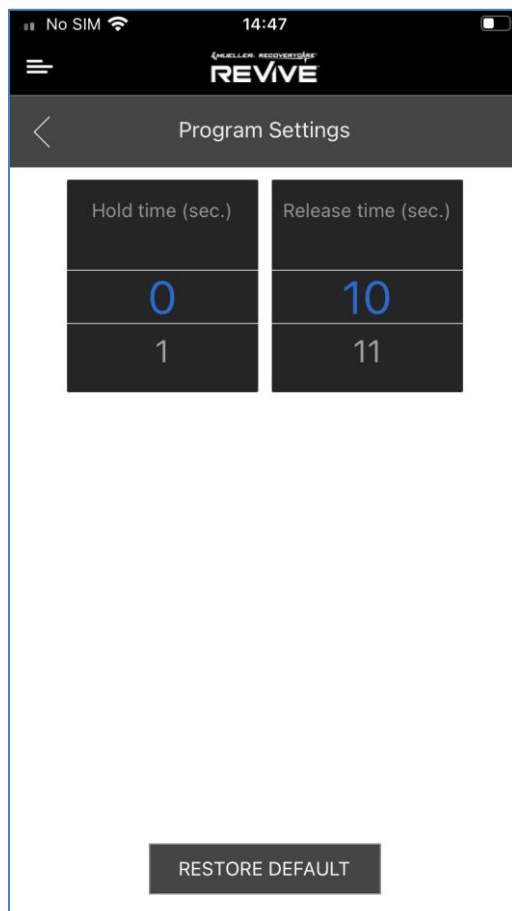 No SIM
14:47
MUELLER RECOVERYCARE
REVIVE
Program Settings
Hold time (sec.)
Release time (sec.)
0
10
1
11
RESTORE DEFAULT